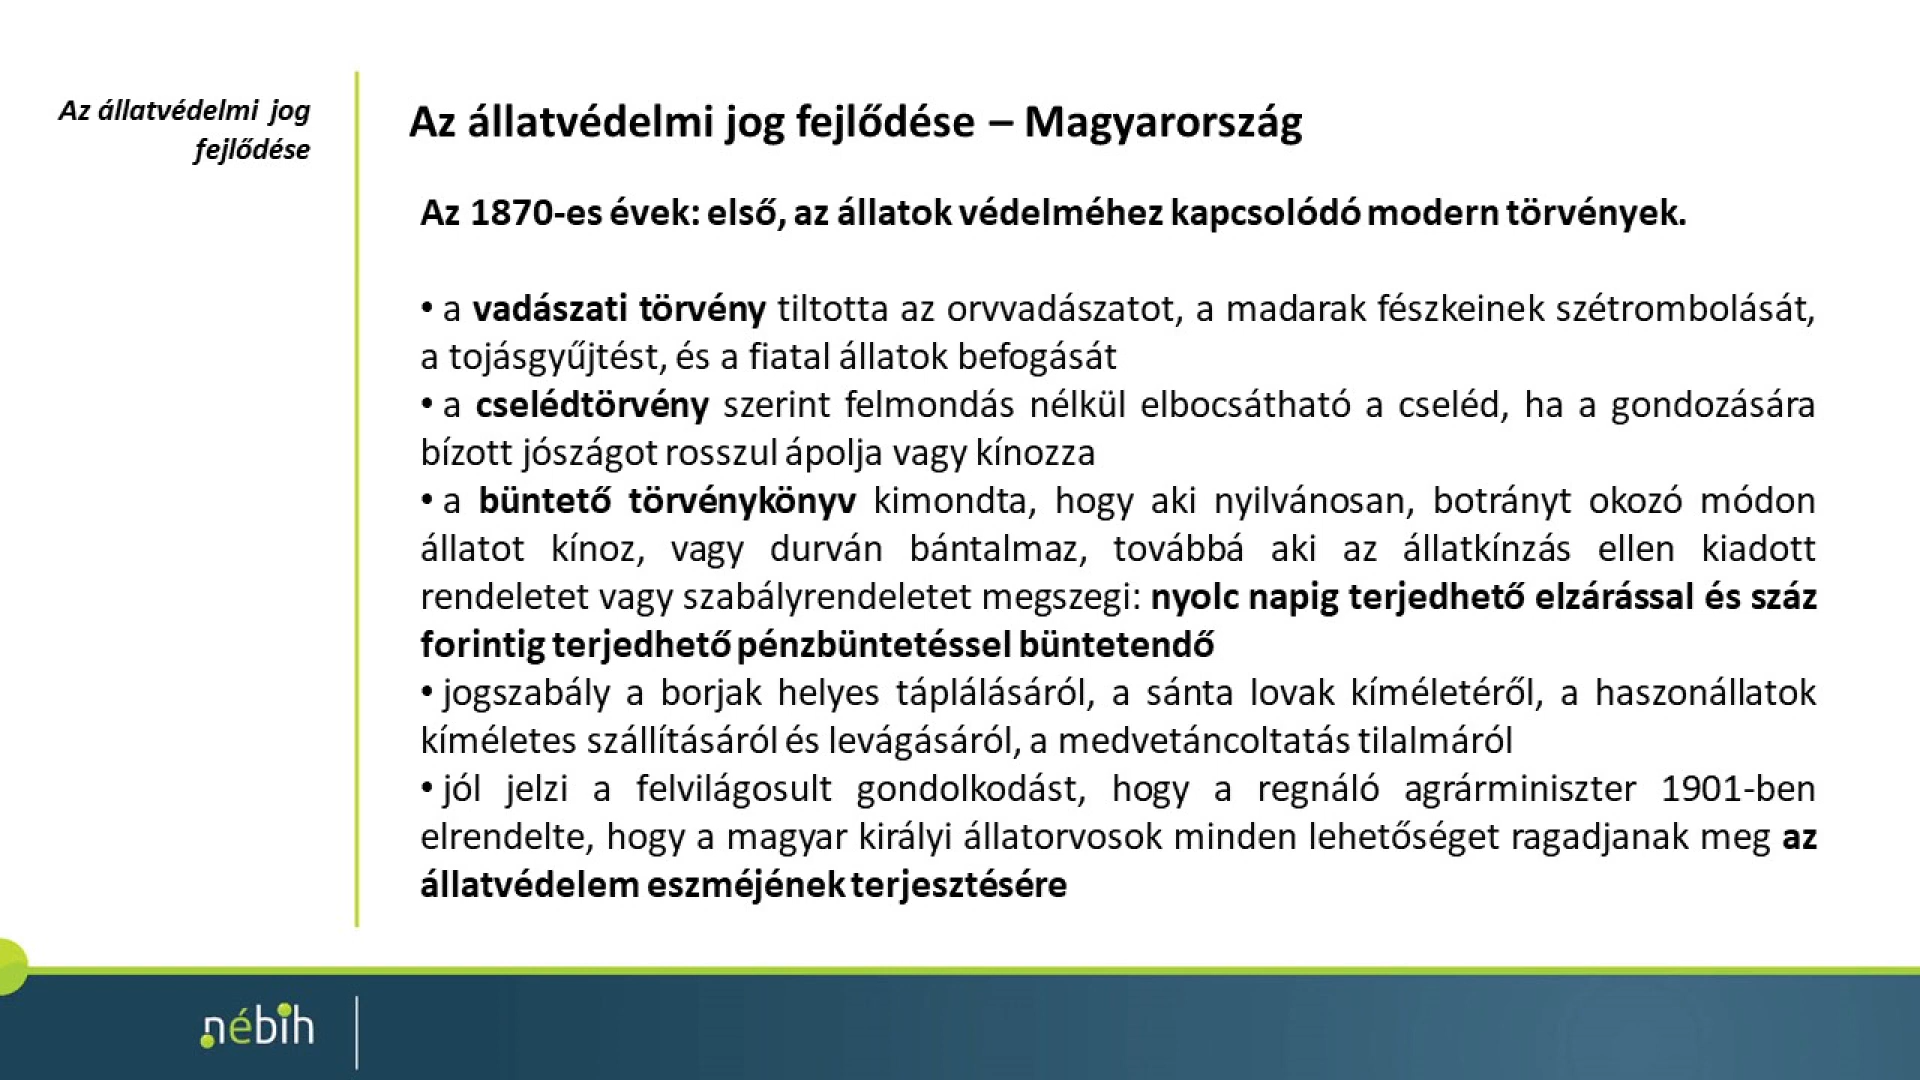 Az állatvédelmi jog
fejlődése
Az állatvédelmi jog fejlődése – Magyarország
Az 1870-es évek: első, az állatok védelméhez kapcsolódó modern törvények.
• a vadászati törvény tiltotta az orvvadászatot, a madarak fészkeinek szétrombolását,
a tojásgyűjtést, és a fiatal állatok befogását
• a cselédtörvény szerint felmondás nélkül elbocsátható a cseléd, ha a gondozására
bízott jószágot rosszul ápolja vagy kínozza
• a büntető törvénykönyv kimondta, hogy aki nyilvánosan, botrányt okozó módon
állatot kínoz, vagy durván bántalmaz, továbbá aki az állatkínzás ellen kiadott
rendeletet vagy szabályrendeletet megszegi: nyolc napig terjedhető elzárással és száz
forintig terjedhető pénzbüntetéssel büntetendő
• jogszabály a borjak helyes táplálásáról, a sánta lovak kíméletéről, a haszonállatok
kíméletes szállításáról és levágásáról, a medvetáncoltatás tilalmáról
• jól jelzi a felvilágosult gondolkodást, hogy a regnáló agrárminiszter 1901-ben
elrendelte, hogy a magyar királyi állatorvosok minden lehetőséget ragadjanak meg az
állatvédelem eszméjének terjesztésére
nébih